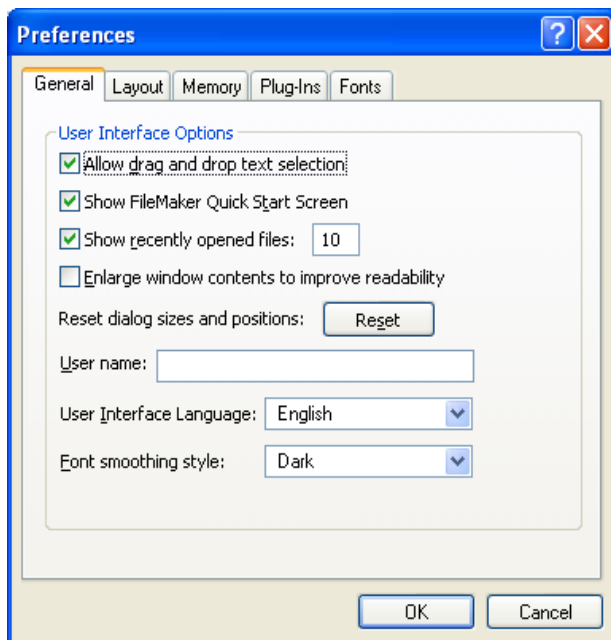 Preferences
General Layout Memory Plug-Ins Fonts
User Interface Options
Allow drag and drop text selection
Show FileMaker Quick Start Screen
Show recently opened files: 10
Enlarge window contents to improve readability
Reset dialog sizes and positions: Reset
User name:
User Interface Language: English
Font smoothing style: Dark
OK Cancel